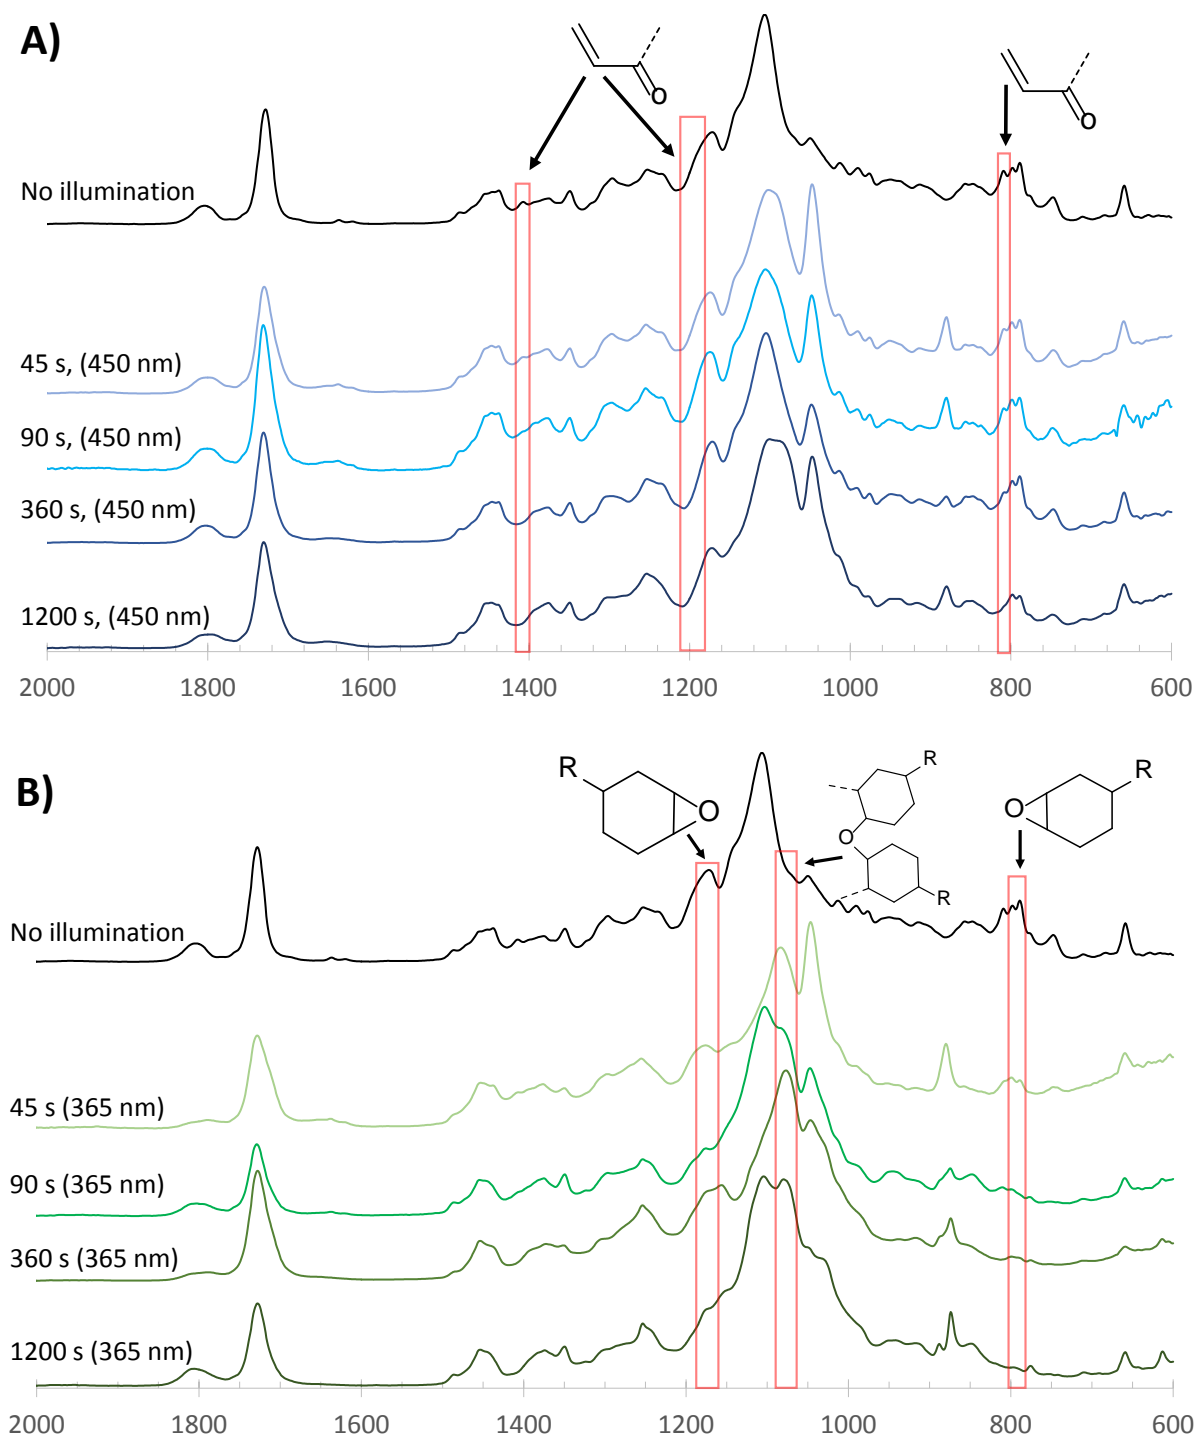 A)
O
O
No illumination
45 s, (450 nm)
90 s, (450 nm)
360 s, (450 nm)
1200 s, (450 nm)
2000 1800 1600 1400 1200 1000 800 600
B)
R
O
R
O
R
R
O
No illumination
45 s (365 nm)
90 s (365 nm)
360 s (365 nm)
1200 s (365 nm)
2000 1800 1600 1400 1200 1000 800 600